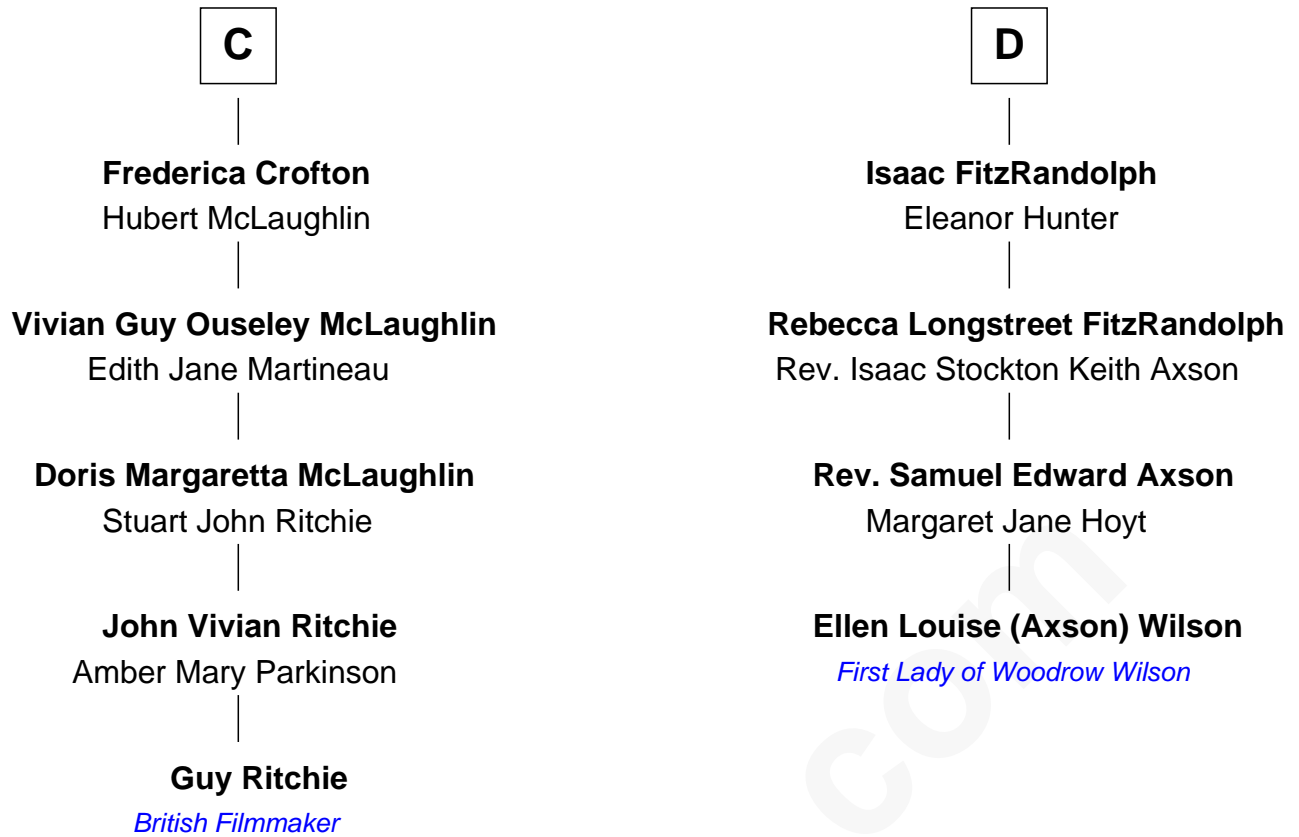 C
Frederica Crofton
Hubert McLaughlin
Vivian Guy Ouseley McLaughlin
Edith Jane Martineau
Doris Margaretta McLaughlin
Stuart John Ritchie
John Vivian Ritchie
Amber Mary Parkinson
Guy Ritchie
British Filmmaker
D
Isaac FitzRandolph
Eleanor Hunter
Rebecca Longstreet FitzRandolph
Rev. Isaac Stockton Keith Axson
Rev. Samuel Edward Axson
Margaret Jane Hoyt
Ellen Louise (Axson) Wilson
First Lady of Woodrow Wilson
com